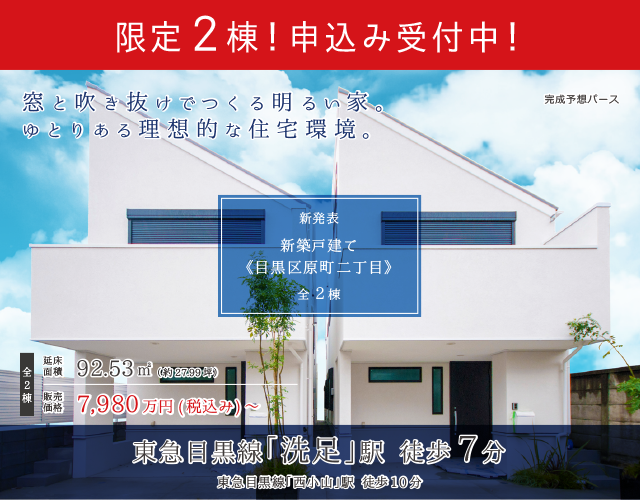 限定2棟！申込み受付中！
窓と吹き抜けでつくる明るい家。
ゆとりある理想的な住宅環境。
完成予想パース
新発表
新築戸建て
《目黒区原町二丁目》
全2棟
全2棟
延床面積 92.53㎡（約27.99坪）
販売価格 7,980万円(税込み)～
東急目黒線「洗足」駅 徒歩7分
東急目黒線「西小山」駅 徒歩10分